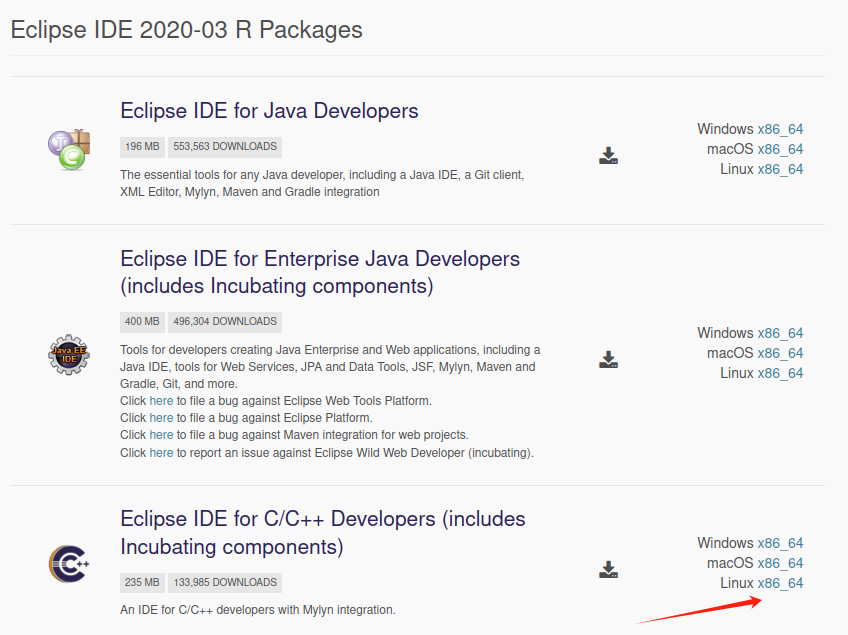 Eclipse IDE 2020-03 R Packages
Eclipse IDE for Java Developers
196 MB 553,563 DOWNLOADS
The essential tools for any Java developer, including a Java IDE, a Git client,
XML Editor, Mylyn, Maven and Gradle integration
Windows x86_64
macOS x86_64
Linux x86_64
Eclipse IDE for Enterprise Java Developers
(includes Incubating components)
400 MB 496,304 DOWNLOADS
Java EE
IDE
Tools for developers creating Java Enterprise and Web applications, including a
Java IDE, tools for Web Services, JPA and Data Tools, JSF, Mylyn, Maven and
Gradle, Git, and more.
Click here to file a bug against Eclipse Web Tools Platform.
Click here to file a bug against Eclipse Platform.
Click here to file a bug against Maven integration for web projects.
Click here to report an issue against Eclipse Wild Web Developer (incubating).
Windows x86_64
macOS x86_64
Linux x86_64
Eclipse IDE for C/C++ Developers (includes
Incubating components)
C++
235 MB 133,985 DOWNLOADS
An IDE for C/C++ developers with Mylyn integration.
Windows x86_64
macOS x86_64
Linux x86_64